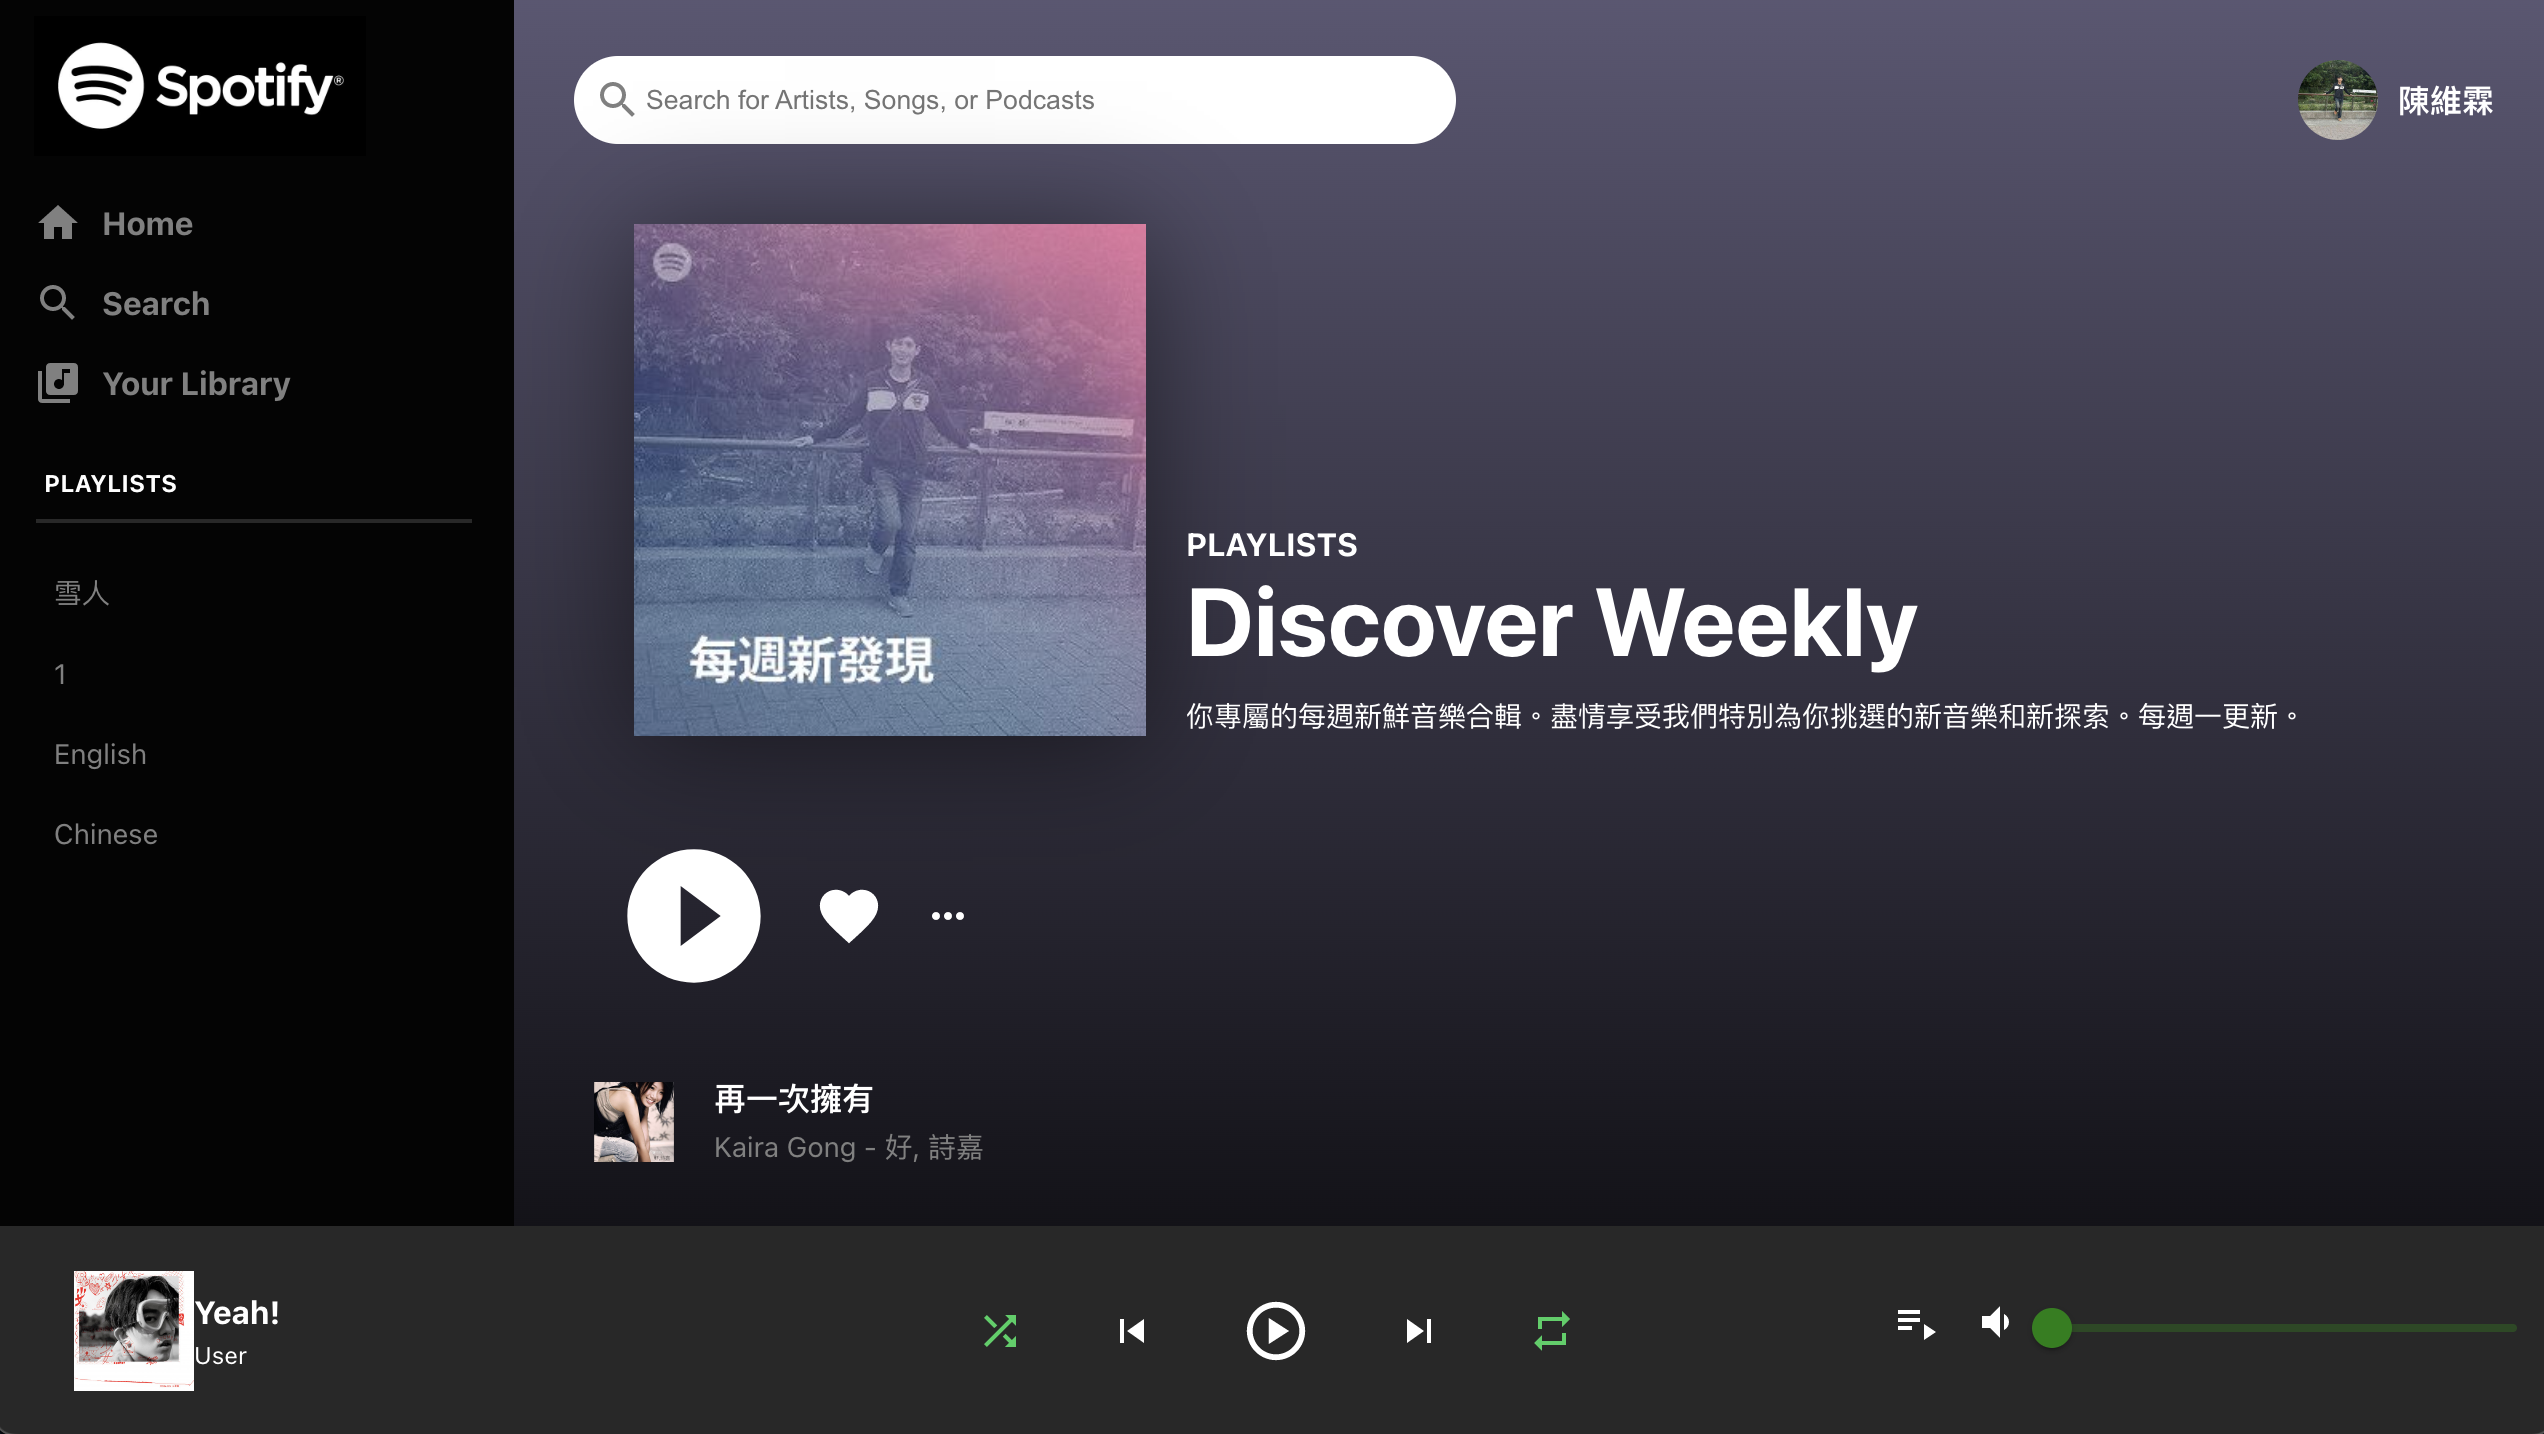 Spotify®
Home
Search
Your Library
PLAYLISTS
雪人
1
English
Chinese
Search for Artists, Songs, or Podcasts
陳維霖
每週新發現
PLAYLISTS
Discover Weekly
你專屬的每週新鮮音樂合輯。盡情享受我們特別為你挑選的新音樂和新探索。每週一更新。
再一次擁有
Kaira Gong - 好, 詩嘉
Yeah!
User